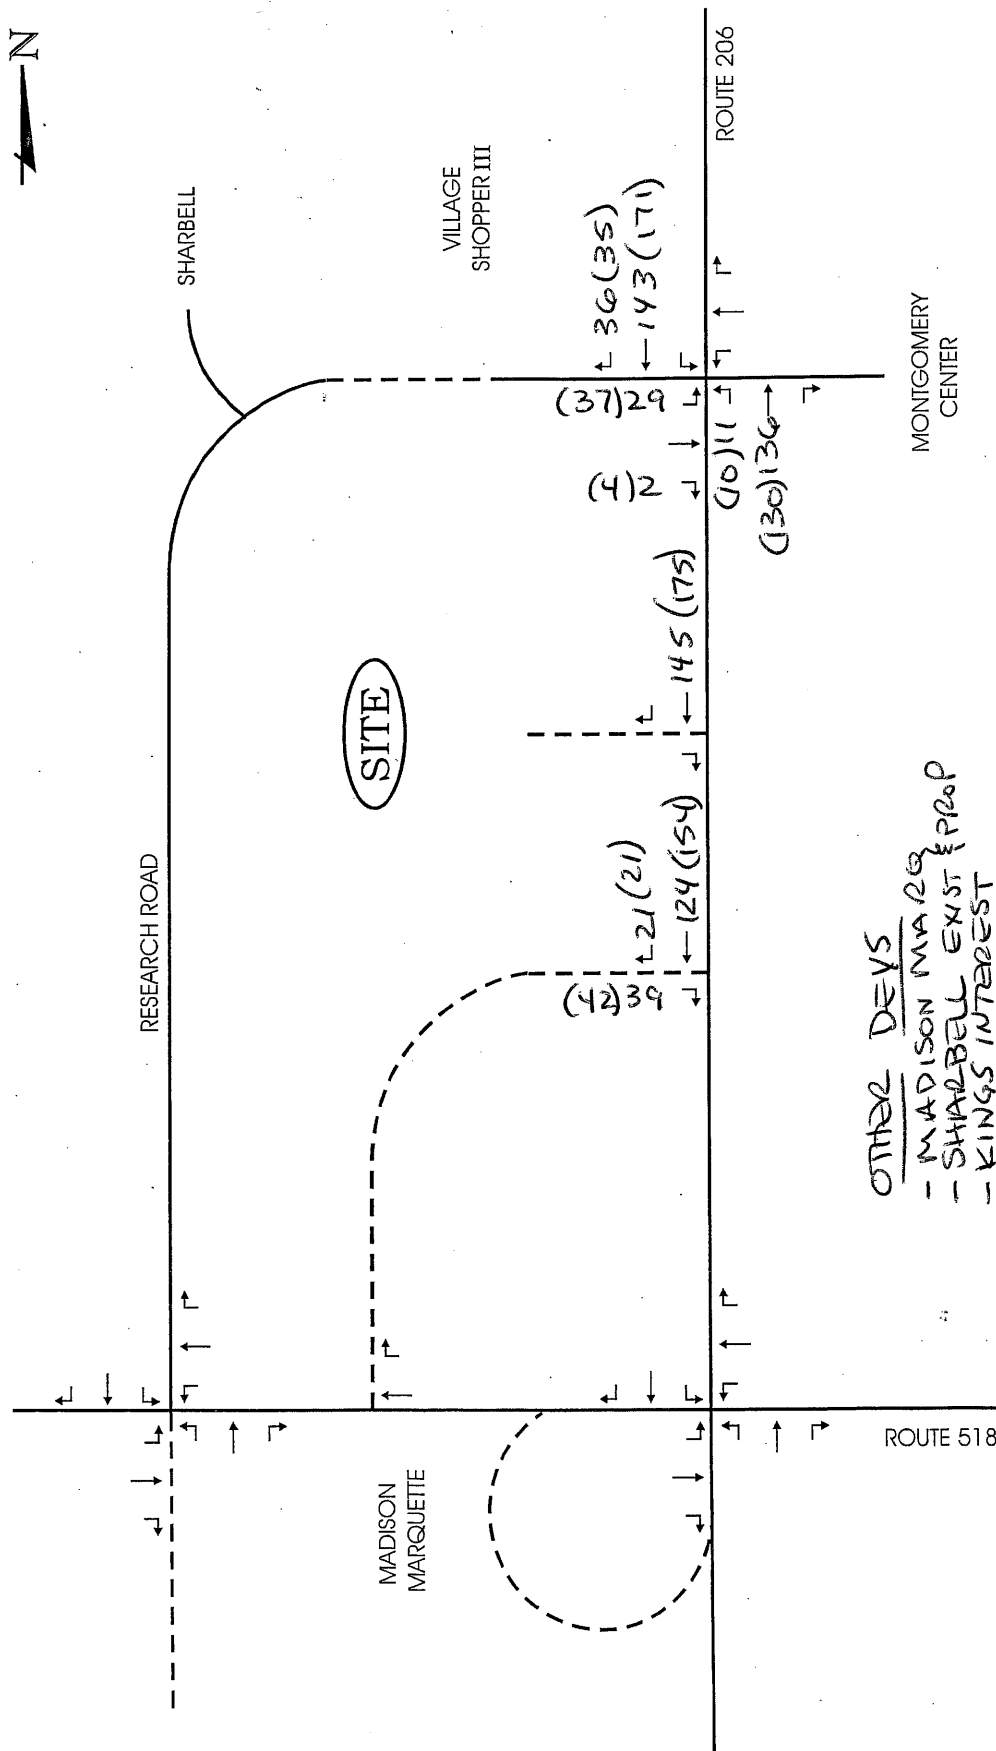 N
SHARBELL
VILLAGE
SHOPPER III
ROUTE 206
36(35)
143(171)
(37)29
(4)2
(10)11
(130)136
MONTGOMERY
CENTER
145(175)
SITE
RESEARCH ROAD
21(21)
124(154)
(42)39
MADISON
MARQUETTE
ROUTE 518
OTHER DEVS
- MADISON MARQ
- SHARBELL EXIST & PROP
- KINGS INTEREST